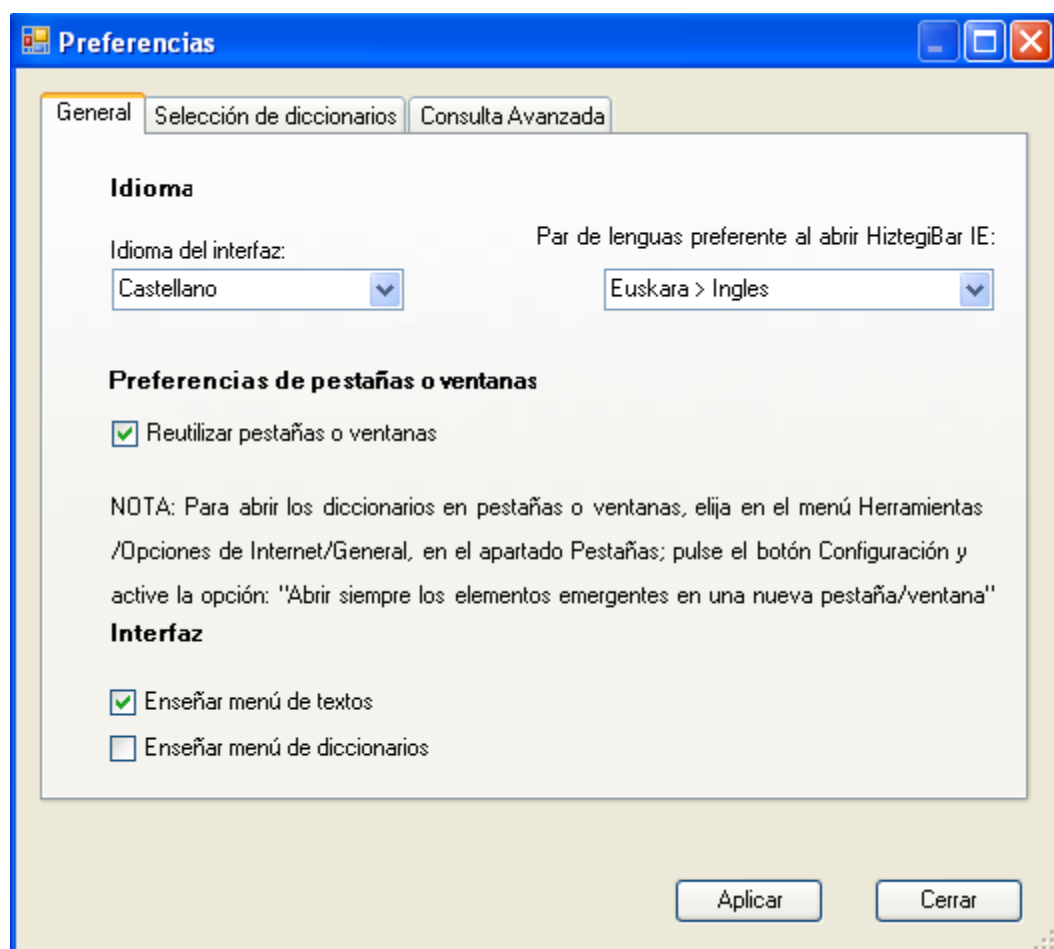 Preferencias
General Selección de diccionarios Consulta Avanzada
Idioma
Idioma del interfaz:
Par de lenguas preferente al abrir HiztegiBar IE:
Castellano
Euskara > Ingles
Preferencias de pestañas o ventanas
Reutilizar pestañas o ventanas
NOTA: Para abrir los diccionarios en pestañas o ventanas, elija en el menú Herramientas
/Opciones de Internet/General, en el apartado Pestañas; pulse el botón Configuración y
active la opción: "Abrir siempre los elementos emergentes en una nueva pestaña/ventana"
Interfaz
Enseñar menú de textos
Enseñar menú de diccionarios
Aplicar Cerrar